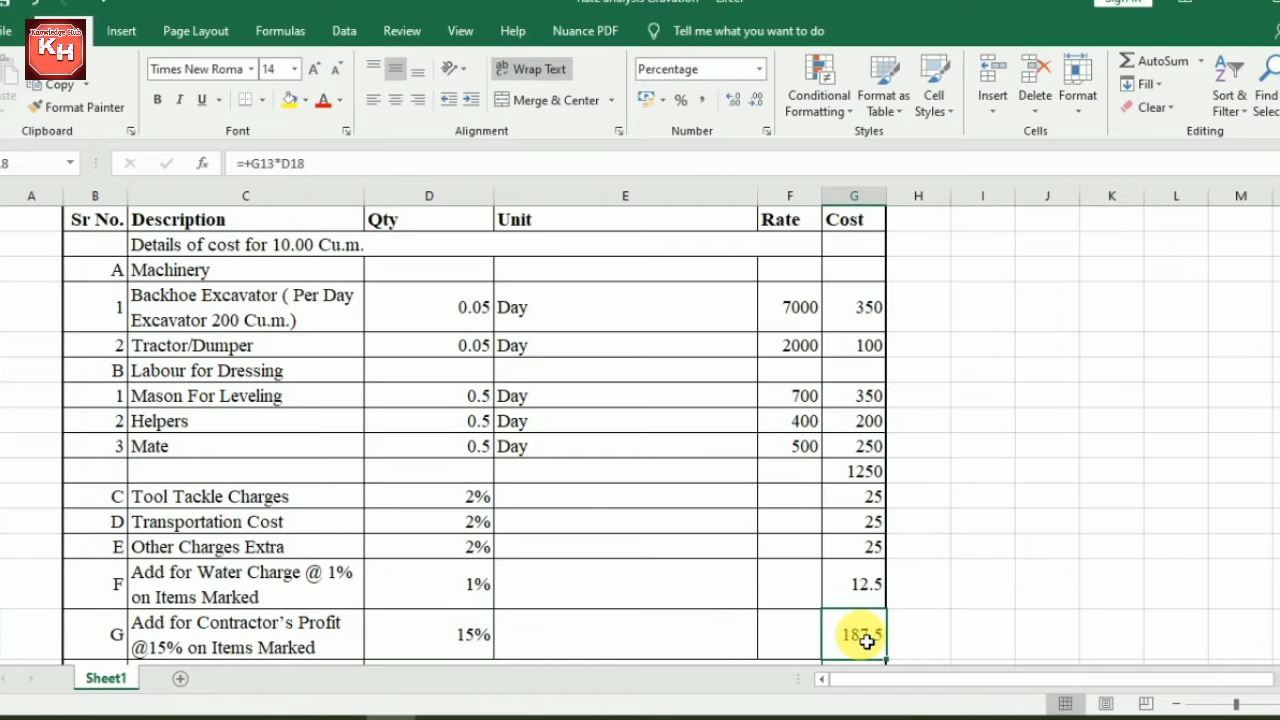 Sign in
Knowledge Hub
KH
Insert Page Layout Formulas Data Review View Help Nuance PDF Tell me what you want to do
Copy
Format Painter
Clipboard
Times New Roma 14
B I U
Font
Wrap Text
Merge & Center
Alignment
Percentage
%
Number
Conditional Formatting
Format as Table
Cell Styles
Styles
Insert Delete Format
Cells
AutoSum
Fill
Clear
Sort & Filter
Editing
fx =+G13*D18
A B C D E F G H I J K L M
Sr No. Description Qty Unit Rate Cost
Details of cost for 10.00 Cu.m.
A Machinery
1 Backhoe Excavator ( Per Day Excavator 200 Cu.m.) 0.05 Day 7000 350
2 Tractor/Dumper 0.05 Day 2000 100
B Labour for Dressing
1 Mason For Leveling 0.5 Day 700 350
2 Helpers 0.5 Day 400 200
3 Mate 0.5 Day 500 250
1250
C Tool Tackle Charges 2% 25
D Transportation Cost 2% 25
E Other Charges Extra 2% 25
F Add for Water Charge @ 1% on Items Marked 1% 12.5
G Add for Contractor's Profit @15% on Items Marked 15% 187.5
Sheet1